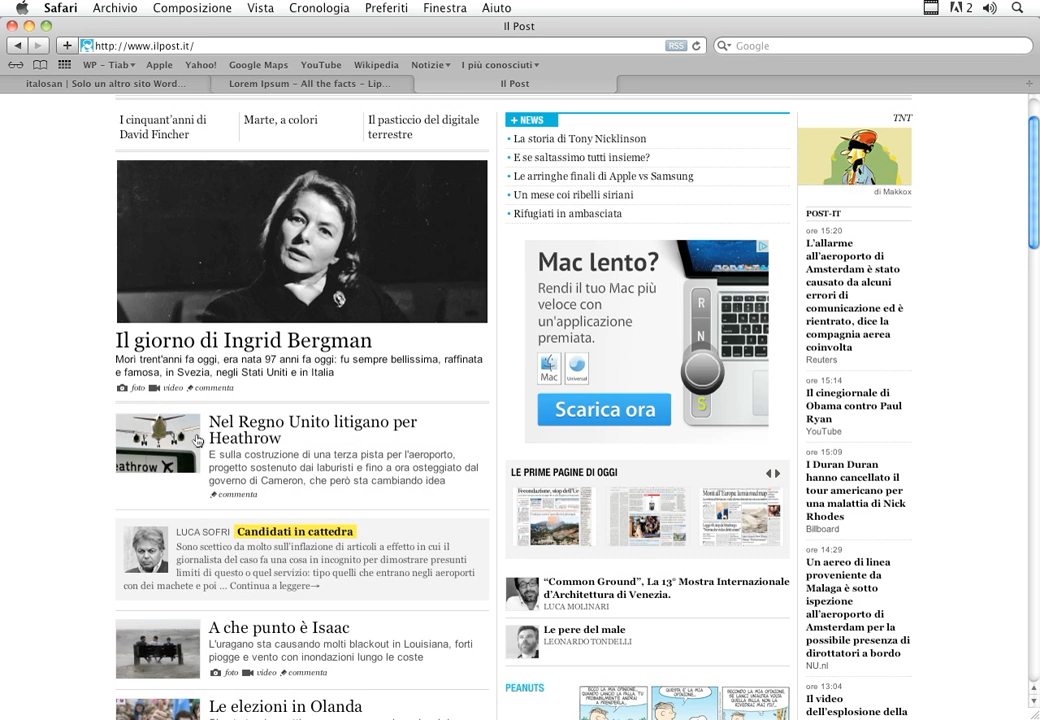 Safari Archivio Composizione Vista Cronologia Preferiti Finestra Aiuto 2
Il Post
http://www.ilpost.it/ RSS Google
WP – Tiab Apple Yahoo! Google Maps YouTube Wikipedia Notizie I più conosciuti
italosan | Solo un altro sito Word... Lorem Ipsum – All the facts – Lip... Il Post
I cinquant'anni di
David Fincher
Marte, a colori
Il pasticcio del digitale
terrestre
Il giorno di Ingrid Bergman
Morì trent'anni fa oggi, era nata 97 anni fa oggi: fu sempre bellissima, raffinata
e famosa, in Svezia, negli Stati Uniti e in Italia
foto video commenta
Nel Regno Unito litigano per
Heathrow
E sulla costruzione di una terza pista per l'aeroporto,
progetto sostenuto dai laburisti e fino a ora osteggiato dal
governo di Cameron, che però sta cambiando idea
commenta
eathrow
LUCA SOFRI Candidati in cattedra
Sono scettico da molto sull'inflazione di articoli a effetto in cui il
giornalista del caso fa una cosa in incognito per dimostrare presunti
limiti di questo o quel servizio: tipo quelli che entrano negli aeroporti
con dei machete e poi ... Continua a leggere→
A che punto è Isaac
L'uragano sta causando molti blackout in Louisiana, forti
piogge e vento con inondazioni lungo le coste
foto video commenta
Le elezioni in Olanda
+ NEWS
• La storia di Tony Nicklinson
• E se saltassimo tutti insieme?
• Le arringhe finali di Apple vs Samsung
• Un mese coi ribelli siriani
• Rifugiati in ambasciata
Mac lento?
Rendi il tuo Mac più
veloce con
un'applicazione
premiata.
Mac Universal
Scarica ora
R
N
S
LE PRIME PAGINE DI OGGI
“Common Ground”, La 13ª Mostra Internazionale
d'Architettura di Venezia.
LUCA MOLINARI
Le pere del male
LEONARDO TONDELLI
PEANUTS
TNT
di Makkox
POST-IT
ore 15:20
L'allarme
all'aeroporto di
Amsterdam è stato
causato da alcuni
errori di
comunicazione ed è
rientrato, dice la
compagnia aerea
coinvolta
Reuters
ore 15:14
Il cinegiornale di
Obama contro Paul
Ryan
YouTube
ore 15:09
I Duran Duran
hanno cancellato il
tour americano per
una malattia di Nick
Rhodes
Billboard
ore 14:29
Un aereo di linea
proveniente da
Malaga è sotto
ispezione
all'aeroporto di
Amsterdam per la
possibile presenza di
dirottatori a bordo
NU.nl
ore 13:04
Il video
dell'esplosione della